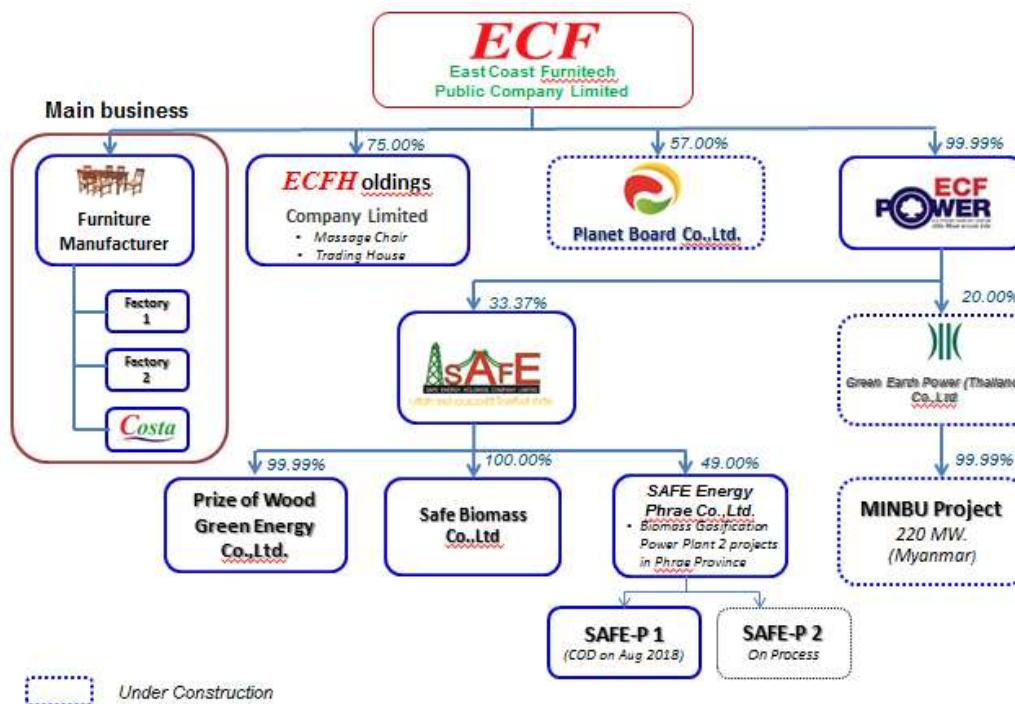 ECF
East Coast Furnitech
Public Company Limited
Main business
75.00%
57.00%
99.99%
Furniture
Manufacturer
ECFH oldings
Company Limited
• Massage Chair
• Trading House
Planet Board Co.,Ltd.
ECF
POWER
Factory
1
Factory
2
Costa
33.37%
20.00%
SAFE
SAFE ENERGY HOLDINGS COMPANY LIMITED
Green Earth Power (Thailand
Co.,Ltd
99.99%
100.00%
49.00%
99.99%
Prize of Wood
Green Energy
Co.,Ltd.
Safe Biomass
Co.,Ltd
SAFE Energy
Phrae Co.,Ltd.
• Biomass Gasification
Power Plant 2 projects
in Phrae Province
MINBU Project
220 MW.
(Myanmar)
SAFE-P 1
(COD on Aug 2018)
SAFE-P 2
On Process
Under Construction